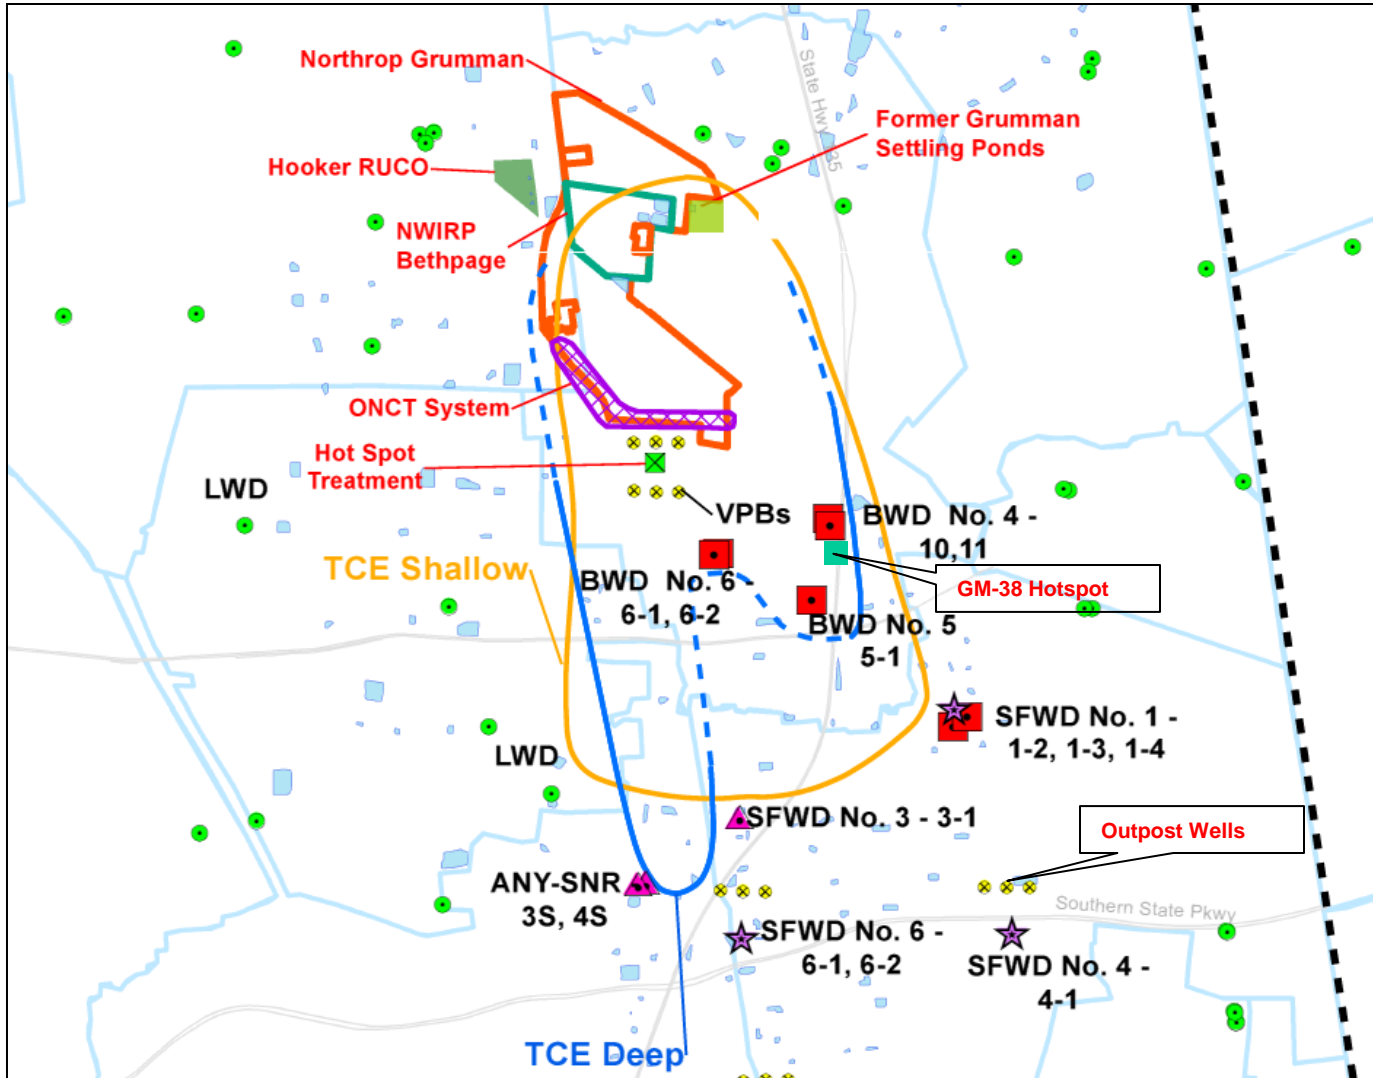 Northrop Grumman
State Hwy 135
Former Grumman
Settling Ponds
Hooker RUCO
NWIRP
Bethpage
ONCT System
Hot Spot
Treatment
LWD
VPBs
BWD No. 4 -
10,11
TCE Shallow
BWD No. 6 -
6-1, 6-2
GM-38 Hotspot
BWD No. 5
5-1
SFWD No. 1 -
1-2, 1-3, 1-4
LWD
SFWD No. 3 - 3-1
Outpost Wells
ANY-SNR
3S, 4S
Southern State Pkwy
SFWD No. 6 -
6-1, 6-2
SFWD No. 4 -
4-1
TCE Deep